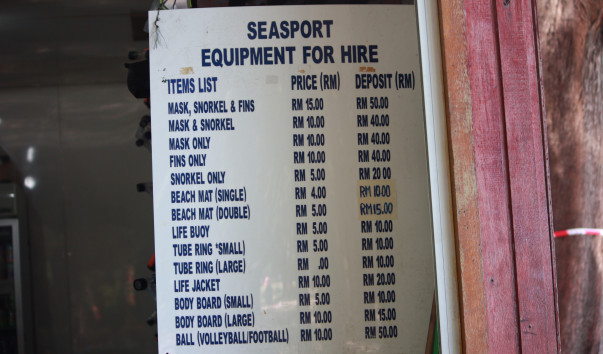 SEASPORT
EQUIPMENT FOR HIRE
ITEMS LIST PRICE (RM) DEPOSIT (RM)
MASK, SNORKEL & FINS RM 15.00 RM 50.00
MASK & SNORKEL RM 10.00 RM 40.00
MASK ONLY RM 10.00 RM 40.00
FINS ONLY RM 10.00 RM 40.00
SNORKEL ONLY RM 5.00 RM 20 00
BEACH MAT (SINGLE) RM 4.00 RM 10.00
BEACH MAT (DOUBLE) RM 5.00 RM 15.00
LIFE BUOY RM 5.00 RM 10.00
TUBE RING *SMALL) RM 5.00 RM 10.00
TUBE RING (LARGE) RM .00 RM 10.00
LIFE JACKET RM 10.00 RM 20.00
BODY BOARD (SMALL) RM 5.00 RM 10.00
BODY BOARD (LARGE) RM 10.00 RM 15.00
BALL (VOLLEYBALL/FOOTBALL) RM 10.00 RM 50.00